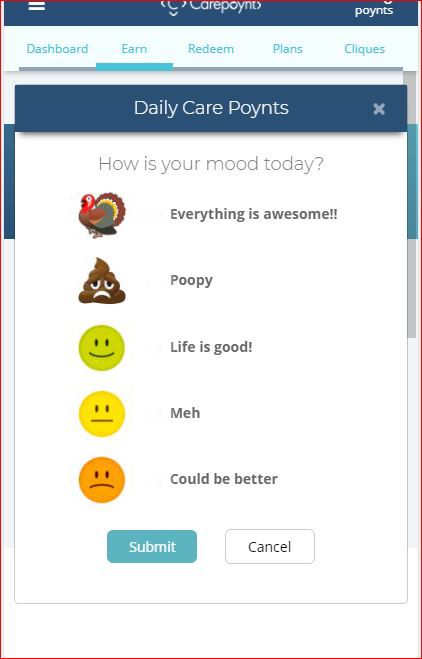 Carepoynt
poynts
Dashboard Earn Redeem Plans Cliques
Daily Care Poynts ×
How is your mood today?
Everything is awesome!!
Poopy
Life is good!
Meh
Could be better
Submit Cancel